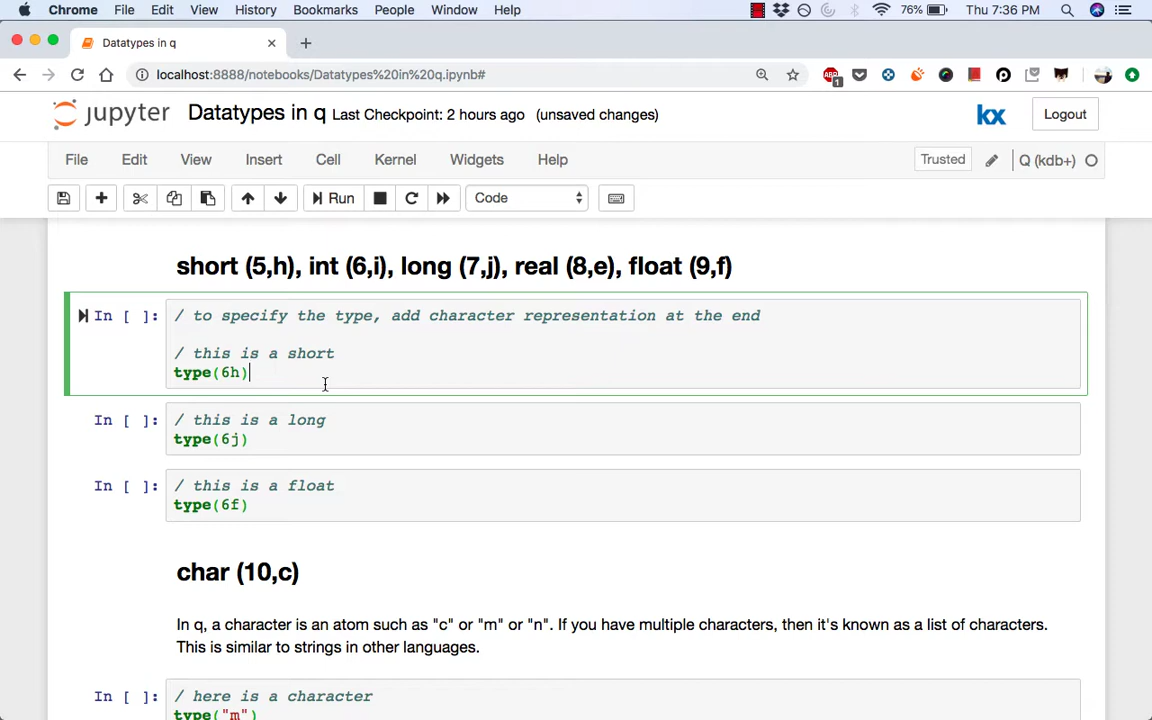 Chrome File Edit View History Bookmarks People Window Help 76% Thu 7:36 PM
Datatypes in q
localhost:8888/notebooks/Datatypes%20in%20q.ipynb#
ABP 1
jupyter Datatypes in q Last Checkpoint: 2 hours ago (unsaved changes) kx Logout
File Edit View Insert Cell Kernel Widgets Help Trusted Q (kdb+)
Run Code
short (5,h), int (6,i), long (7,j), real (8,e), float (9,f)
In [ ]: / to specify the type, add character representation at the end
/ this is a short
type(6h)
In [ ]: / this is a long
type(6j)
In [ ]: / this is a float
type(6f)
char (10,c)
In q, a character is an atom such as "c" or "m" or "n". If you have multiple characters, then it's known as a list of characters.
This is similar to strings in other languages.
In [ ]: / here is a character
type("m")